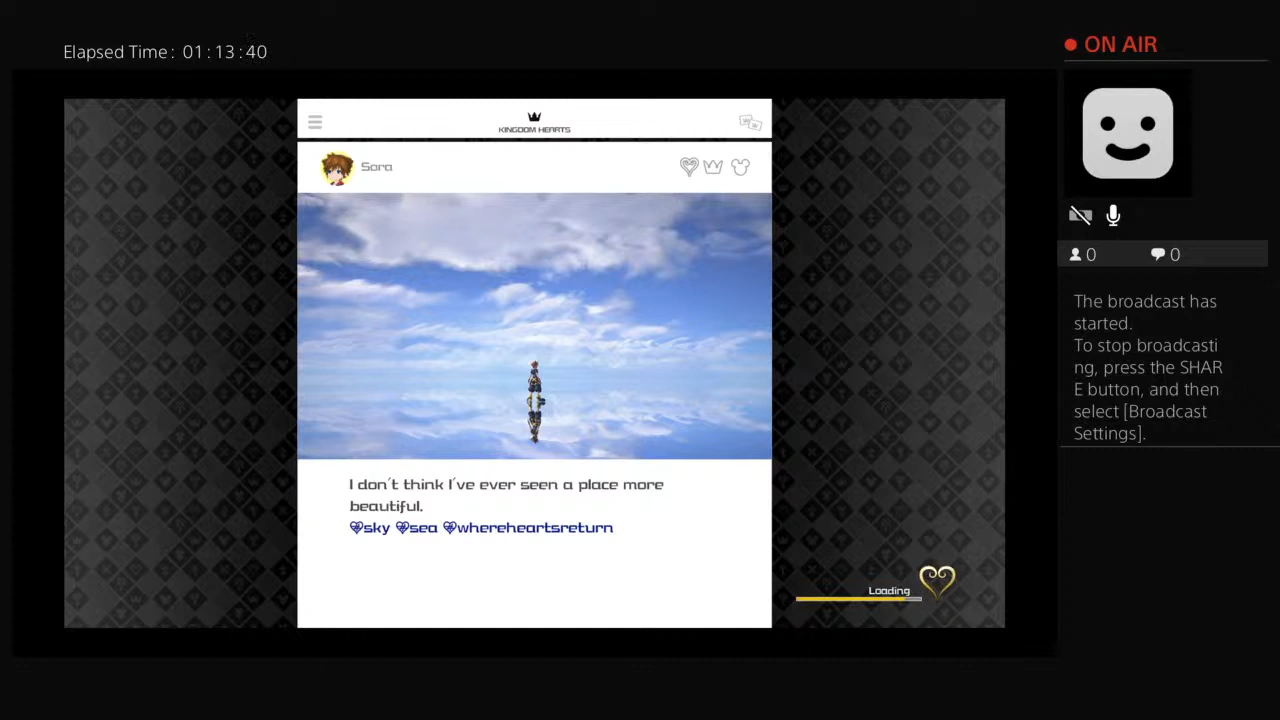 Elapsed Time: 01:13:40
ON AIR
KINGDOM HEARTS
Sora
0
0
The broadcast has
started.
To stop broadcasti
ng, press the SHAR
E button, and then
select [Broadcast
Settings].
I don't think I've ever seen a place more
beautiful.
sky sea whereheartsreturn
Loading